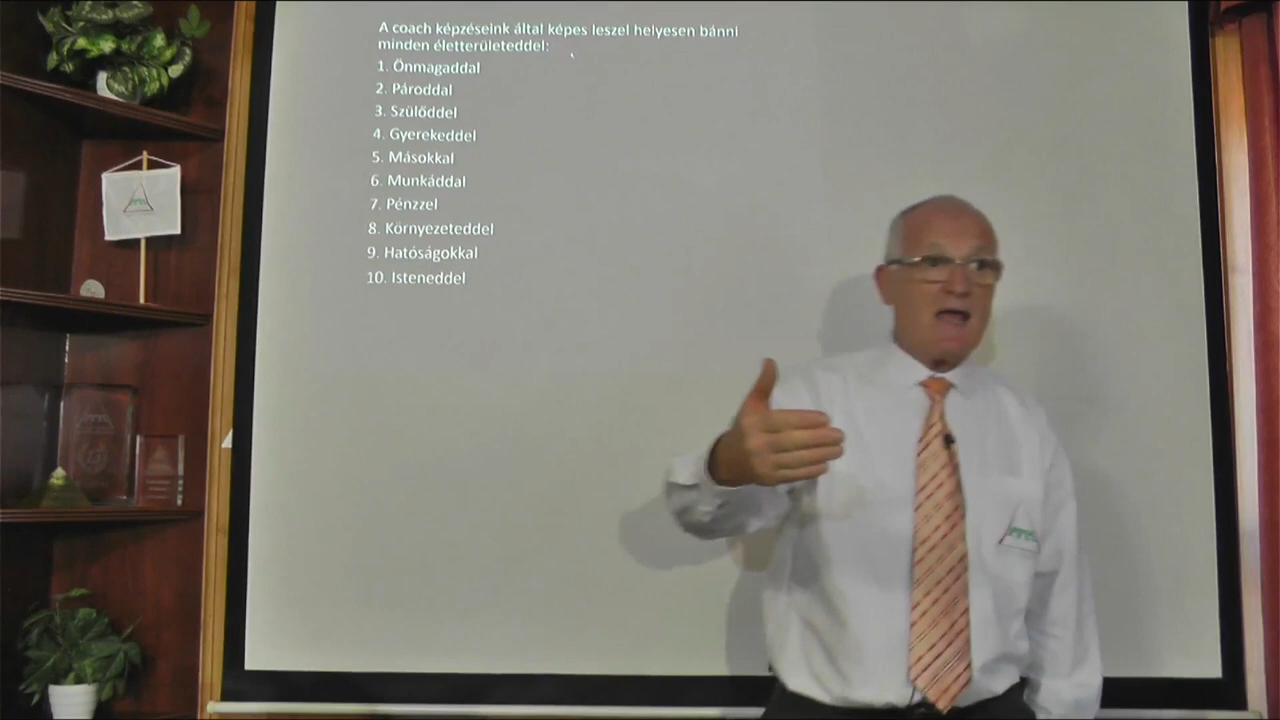 A coach képzéseink által képes leszel helyesen bánni
minden életterületeddel:
1. Önmagaddal
2. Pároddal
3. Szülőddel
4. Gyerekeddel
5. Másokkal
6. Munkáddal
7. Pénzzel
8. Környezeteddel
9. Hatóságokkal
10. Isteneddel